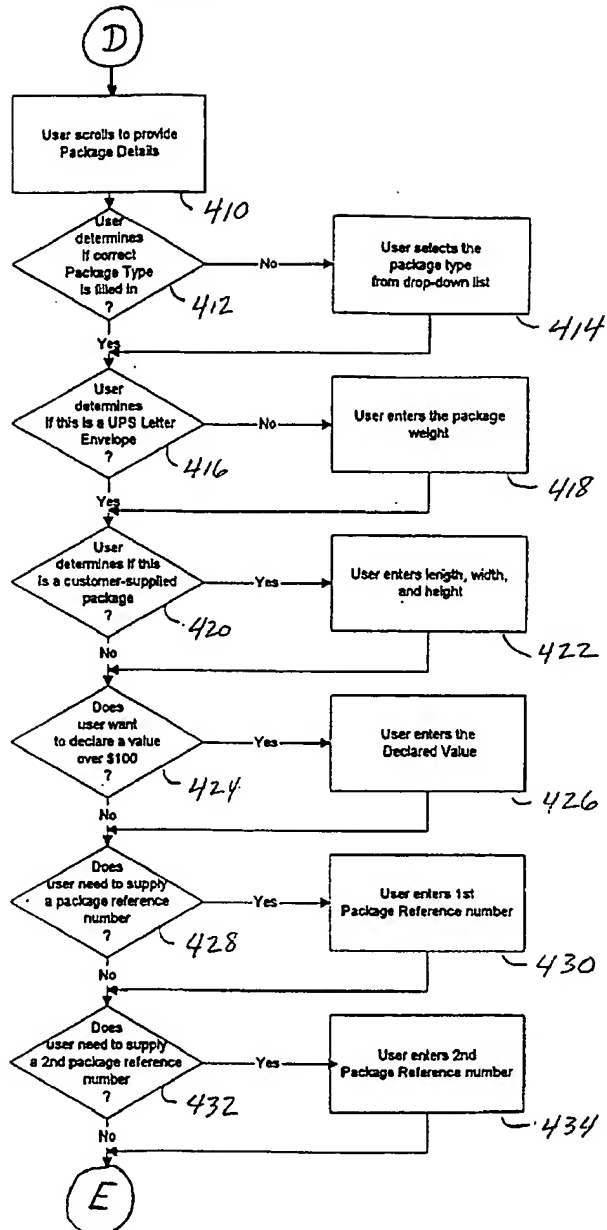 D
User scrolls to provide
Package Details
410
User
determines
if correct
Package Type
is filled in
?
412
No
User selects the
package type
from drop-down list
414
Yes
User
determines
if this is a UPS Letter
Envelope
?
416
No
User enters the package
weight
418
Yes
User
determines if this
is a customer-supplied
package
?
420
Yes
User enters length, width,
and height
422
No
Does
user want
to declare a value
over $100
?
424
Yes
User enters the
Declared Value
426
No
Does
user need to supply
a package reference
number
?
428
Yes
User enters 1st
Package Reference number
430
No
Does
user need to supply
a 2nd package reference
number
?
432
Yes
User enters 2nd
Package Reference number
434
No
E